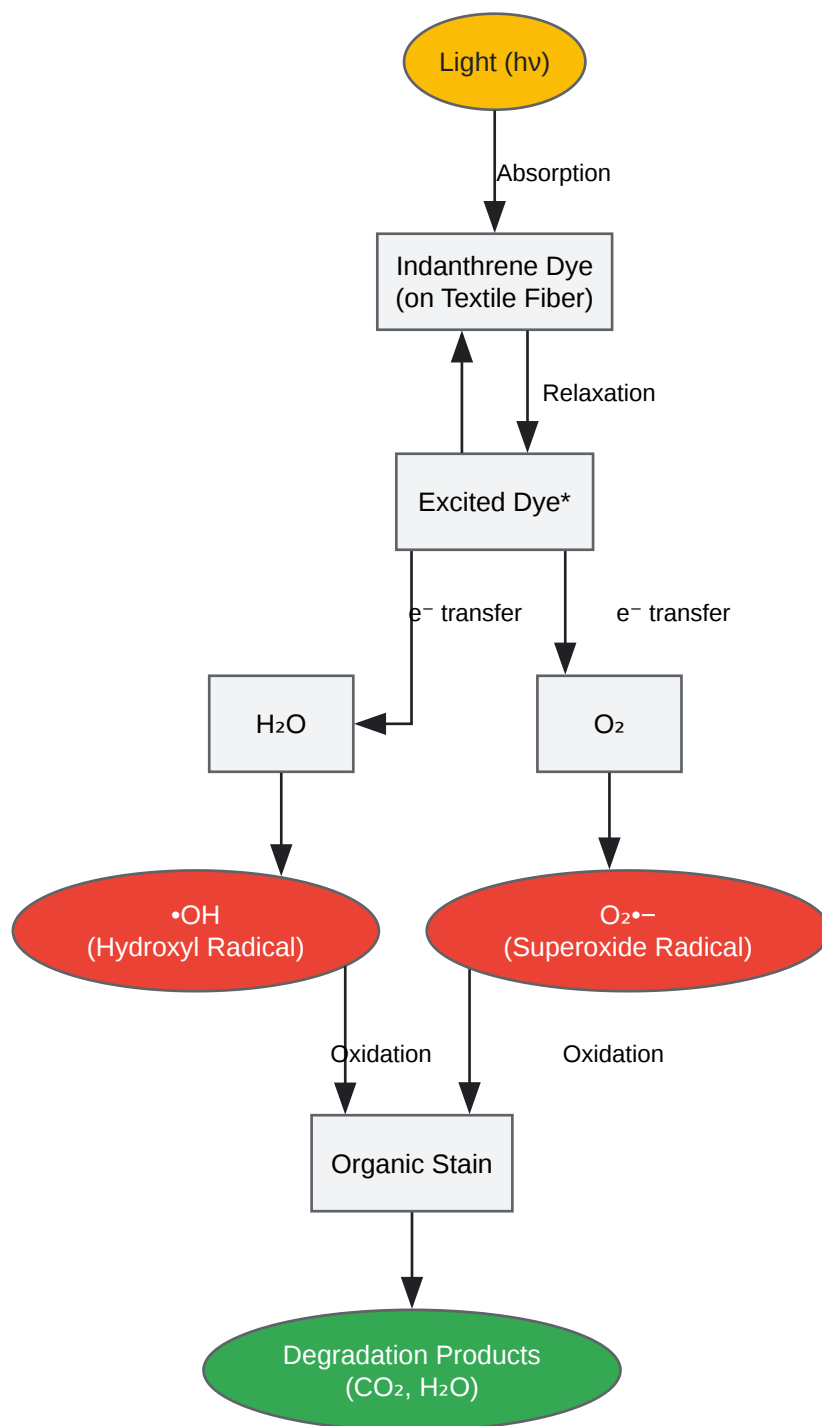 Light (hν)
Absorption
Indanthrene Dye
(on Textile Fiber)
Relaxation
Excited Dye*
e⁻ transfer
e⁻ transfer
H₂O
O₂
•OH
(Hydroxyl Radical)
O₂•−
(Superoxide Radical)
Oxidation
Oxidation
Organic Stain
Degradation Products
(CO₂, H₂O)